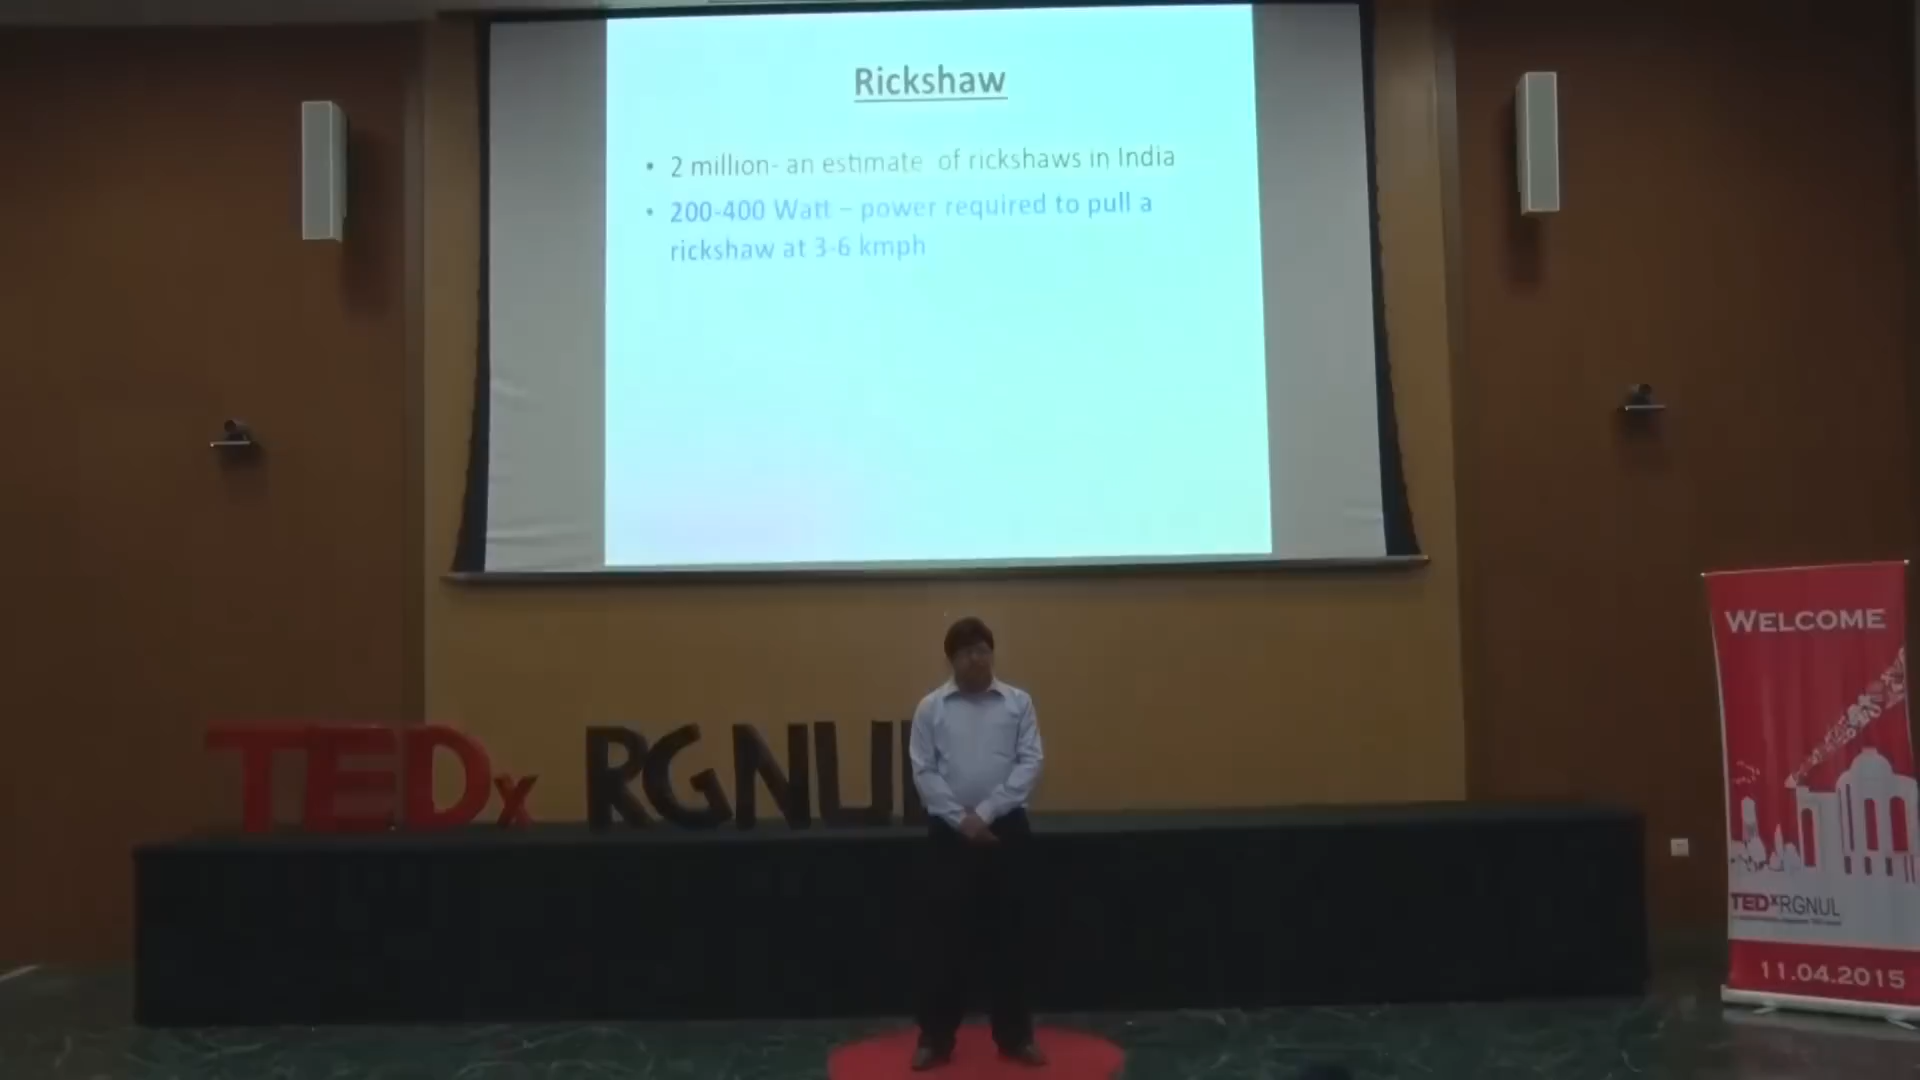 Rickshaw
• 2 million- an estimate of rickshaws in India
• 200-400 Watt – power required to pull a
rickshaw at 3-6 kmph
TEDx RGNUL
WELCOME
TEDxRGNUL
11.04.2015